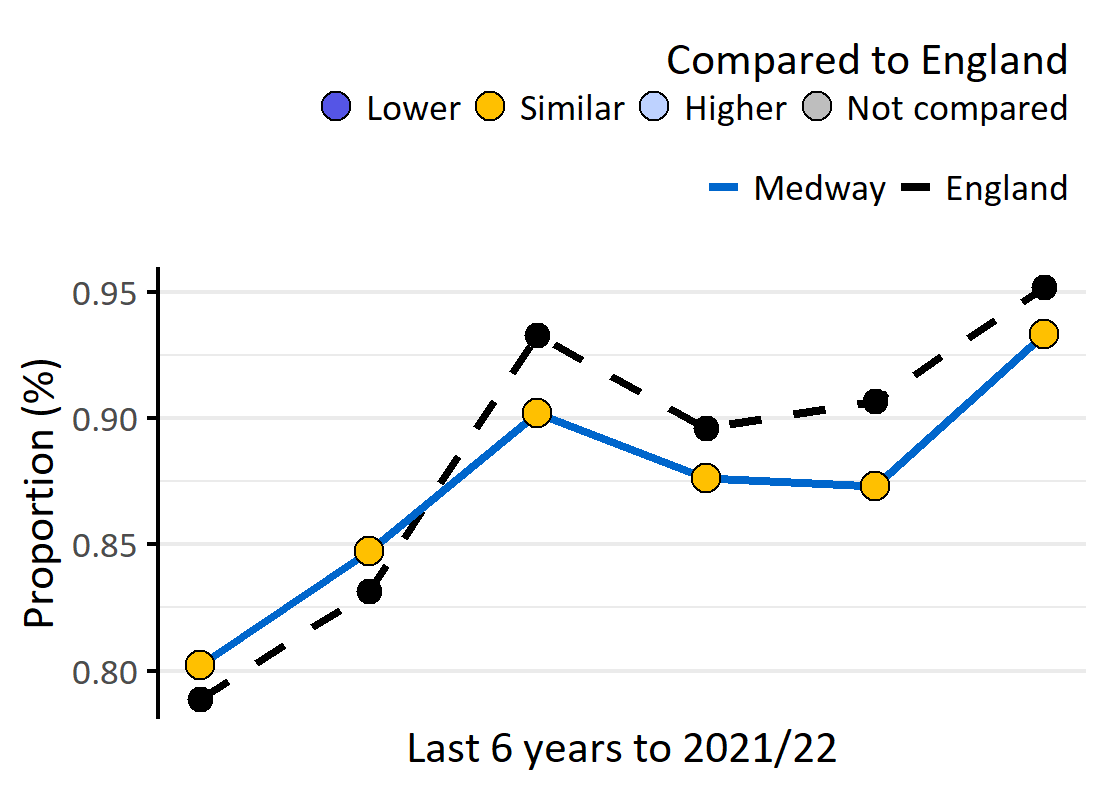 Compared to England
Lower Similar Higher Not compared
Medway England
0.95
0.90
0.85
0.80
Proportion (%)
Last 6 years to 2021/22